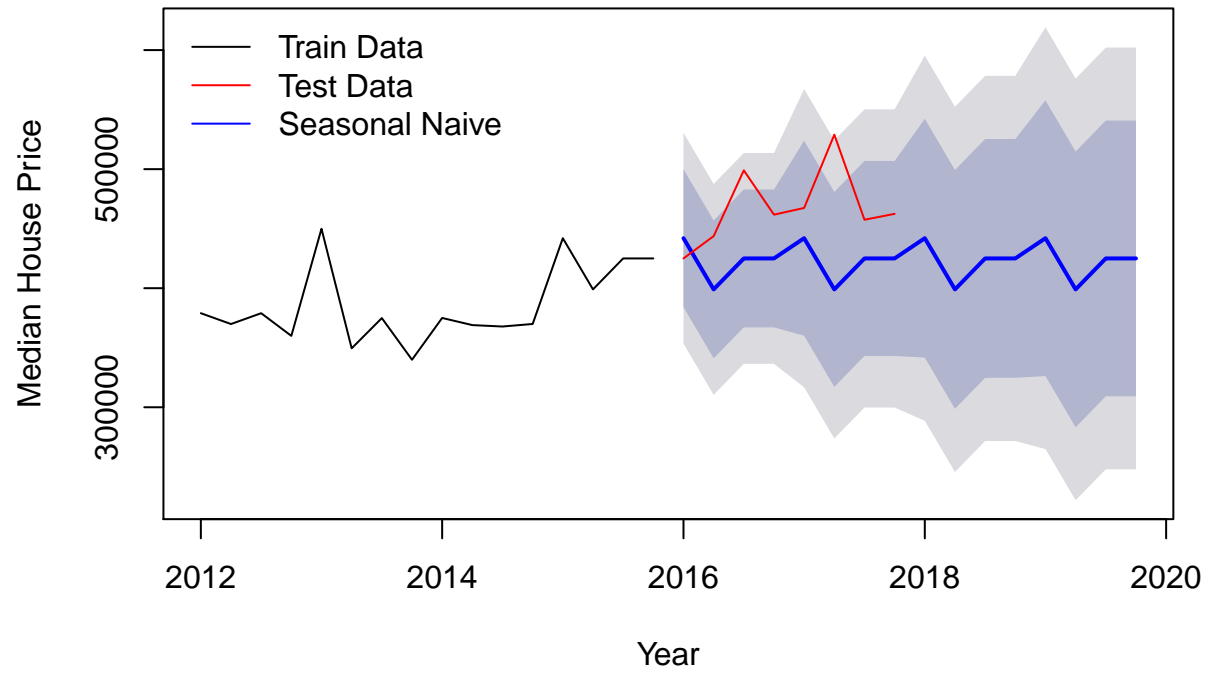 Train Data
Test Data
Seasonal Naive
Median House Price
500000
300000
2012 2014 2016 2018 2020
Year